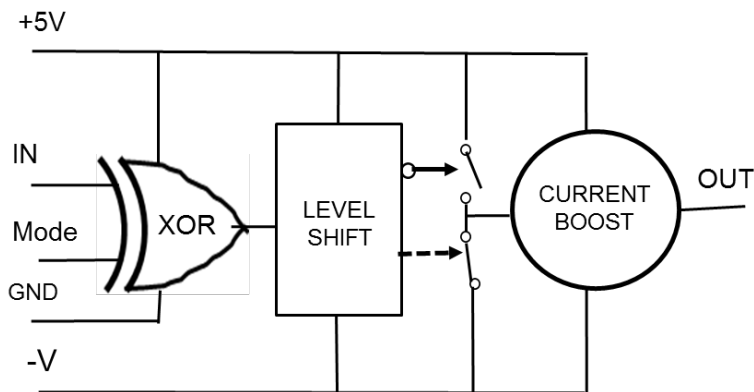 +5V
IN
Mode
GND
-V
XOR
LEVEL
SHIFT
CURRENT
BOOST
OUT